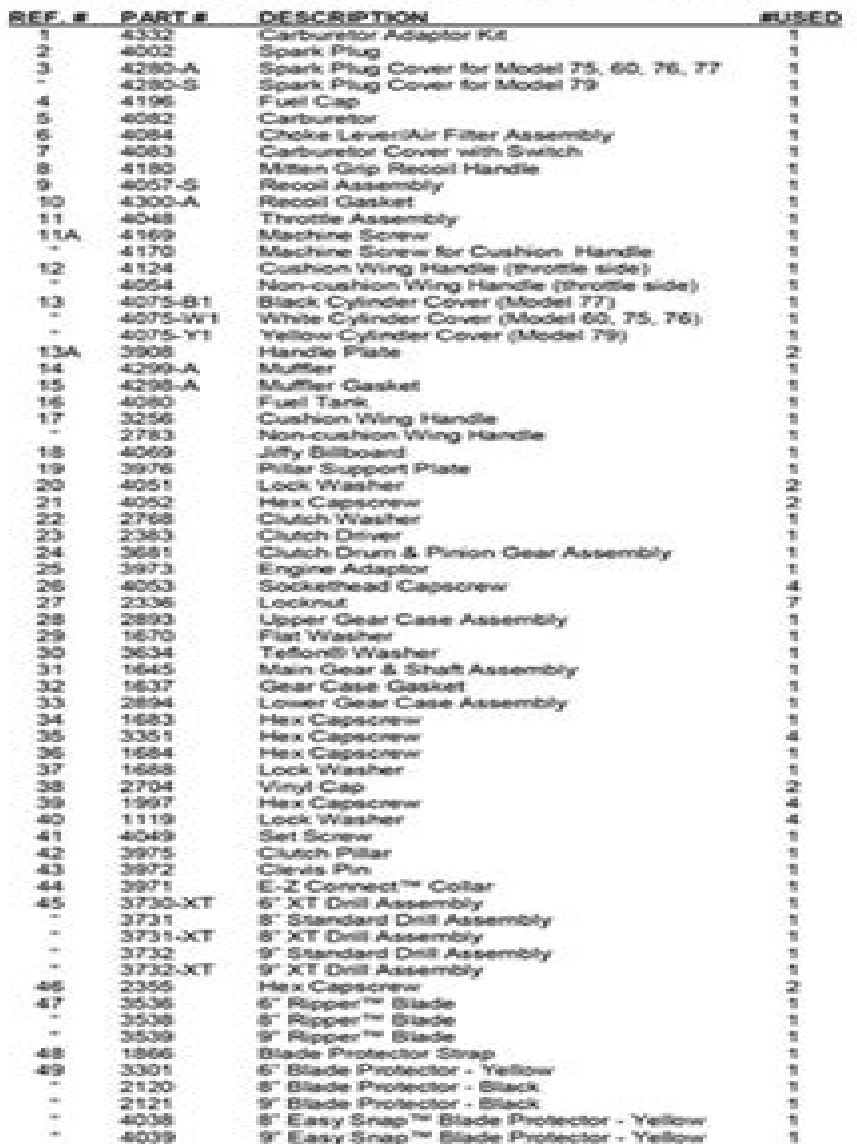 REF. # PART # DESCRIPTION #USED
1 4332 Carburetor Adaptor Kit 1
2 4002 Spark Plug 1
3 4280-A Spark Plug Cover for Model 75, 60, 76, 77 1
" 4280-S Spark Plug Cover for Model 79 1
4 4196 Fuel Cap 1
5 4082 Carburetor 1
6 4084 Choke Lever/Air Filter Assembly 1
7 4083 Carburetor Cover with Switch 1
8 4180 Mitten Grip Recoil Handle 1
9 4057-S Recoil Assembly 1
10 4300-A Recoil Gasket 1
11 4048 Throttle Assembly 1
11A 4169 Machine Screw 1
" 4170 Machine Screw for Cushion Handle 1
12 4124 Cushion Wing Handle (throttle side) 1
" 4054 Non-cushion Wing Handle (throttle side) 1
13 4075-B1 Black Cylinder Cover (Model 77) 1
" 4075-W1 White Cylinder Cover (Model 60, 75, 76) 1
" 4075-Y1 Yellow Cylinder Cover (Model 79) 1
13A 3908 Handle Plate 2
14 4299-A Muffler 1
15 4298-A Muffler Gasket 1
16 4080 Fuel Tank 1
17 3256 Cushion Wing Handle 1
" 2783 Non-cushion Wing Handle 1
18 4069 Jiffy Billboard 1
19 3976 Pillar Support Plate 1
20 4051 Lock Washer 2
21 4052 Hex Capscrew 2
22 2768 Clutch Washer 1
23 2383 Clutch Driver 1
24 3681 Clutch Drum & Pinion Gear Assembly 1
25 3973 Engine Adaptor 1
26 4053 Sockethead Capscrew 4
27 2336 Locknut 7
28 2893 Upper Gear Case Assembly 1
29 1670 Flat Washer 1
30 3634 Teflon® Washer 1
31 1645 Main Gear & Shaft Assembly 1
32 1637 Gear Case Gasket 1
33 2894 Lower Gear Case Assembly 1
34 1683 Hex Capscrew 1
35 3351 Hex Capscrew 4
36 1684 Hex Capscrew 1
37 1688 Lock Washer 1
38 2704 Vinyl Cap 2
39 1997 Hex Capscrew 4
40 1119 Lock Washer 4
41 4049 Set Screw 1
42 3975 Clutch Pillar 1
43 3972 Clevis Pin 1
44 3971 E-Z Connect™ Collar 1
45 3730-XT 6" XT Drill Assembly 1
" 3731 8" Standard Drill Assembly 1
" 3731-XT 8" XT Drill Assembly 1
" 3732 9" Standard Drill Assembly 1
" 3732-XT 9" XT Drill Assembly 1
46 2355 Hex Capscrew 2
47 3536 6" Ripper™ Blade 1
" 3538 8" Ripper™ Blade 1
" 3539 9" Ripper™ Blade 1
48 1866 Blade Protector Strap 1
49 3301 6" Blade Protector - Yellow 1
" 2120 8" Blade Protector - Black 1
" 2121 9" Blade Protector - Black 1
" 4038 8" Easy Snap™ Blade Protector - Yellow 1
" 4039 9" Easy Snap™ Blade Protector - Yellow 1